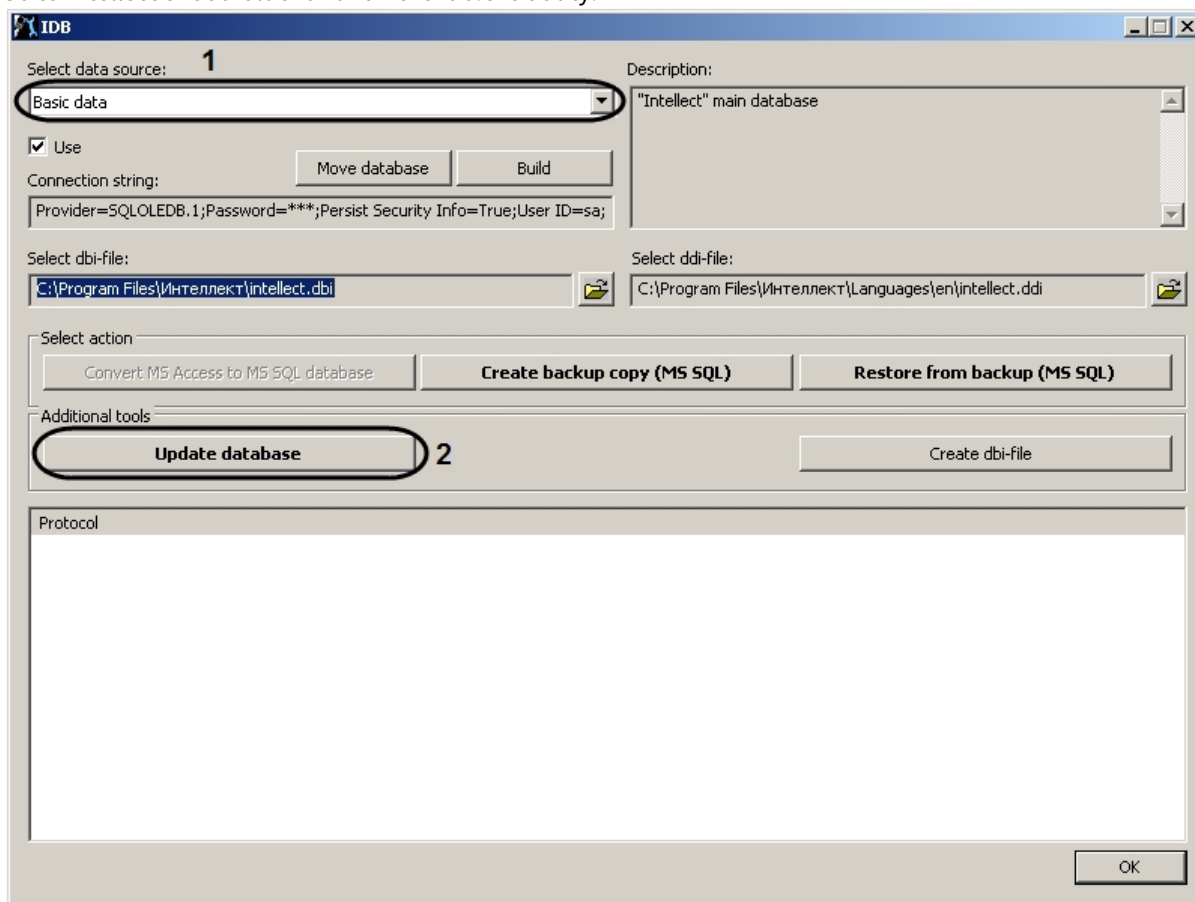 IDB
Select data source: 1
Basic data
Use
Move database
Build
Connection string:
Provider=SQLOLEDB.1;Password=***;Persist Security Info=True;User ID=sa;
Description:
"Intellect" main database
Select dbi-file:
C:\Program Files\Интеллект\intellect.dbi
Select ddi-file:
C:\Program Files\Интеллект\Languages\en\intellect.ddi
Select action
Convert MS Access to MS SQL database
Create backup copy (MS SQL)
Restore from backup (MS SQL)
Additional tools
Update database 2
Create dbi-file
Protocol
OK